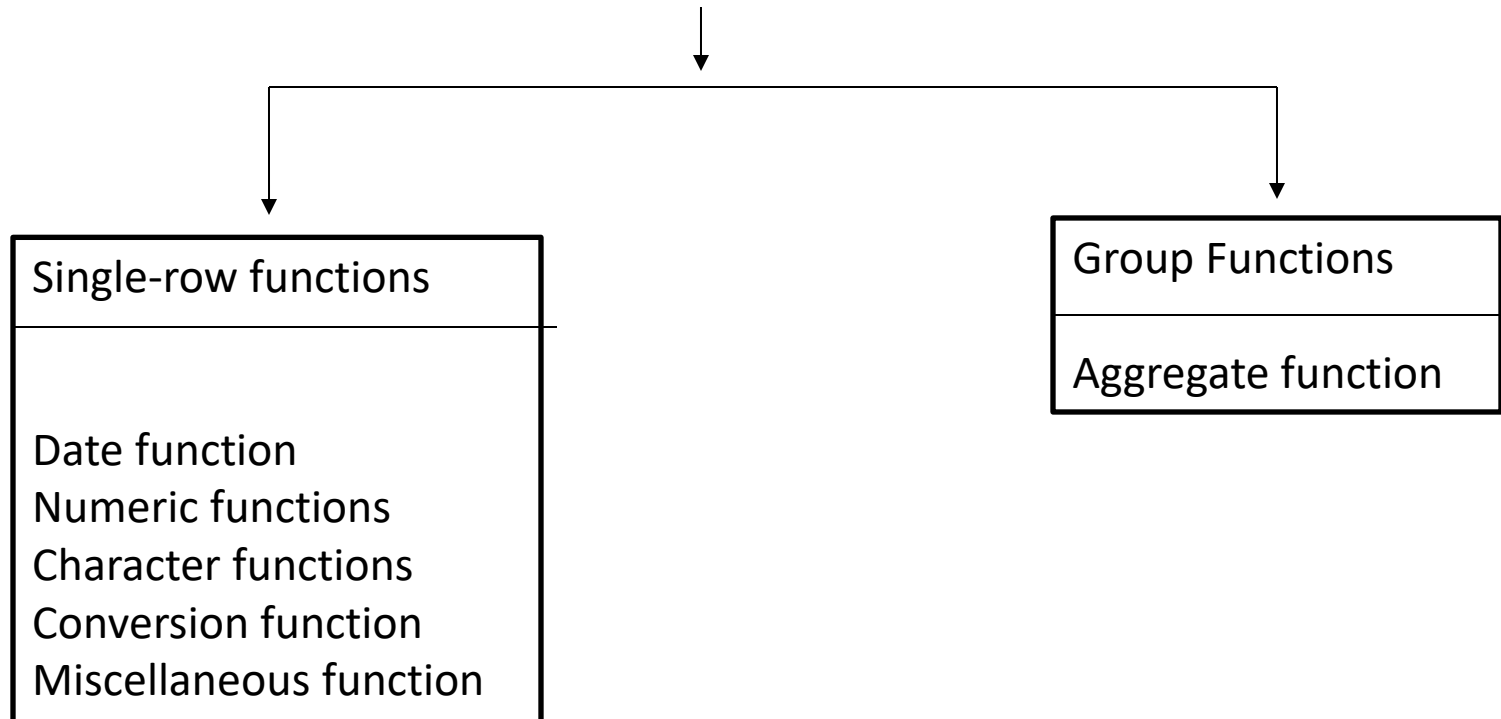 Single-row functions
Date function
Numeric functions
Character functions
Conversion function
Miscellaneous function
Group Functions
Aggregate function